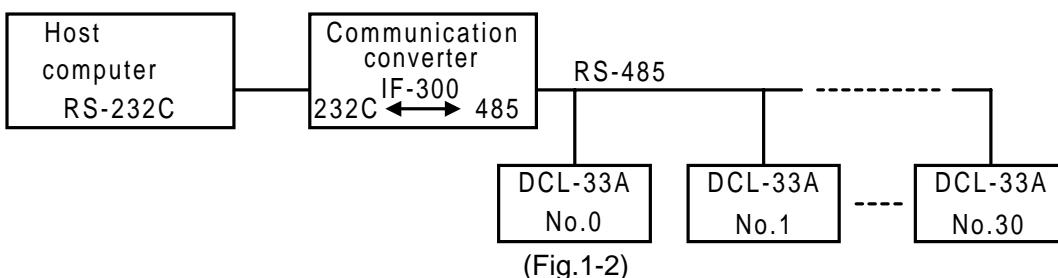 Host
computer
RS-232C
Communication
converter
IF-300
232C 485
RS-485
DCL-33A
No.0
DCL-33A
No.1
DCL-33A
No.30
(Fig.1-2)